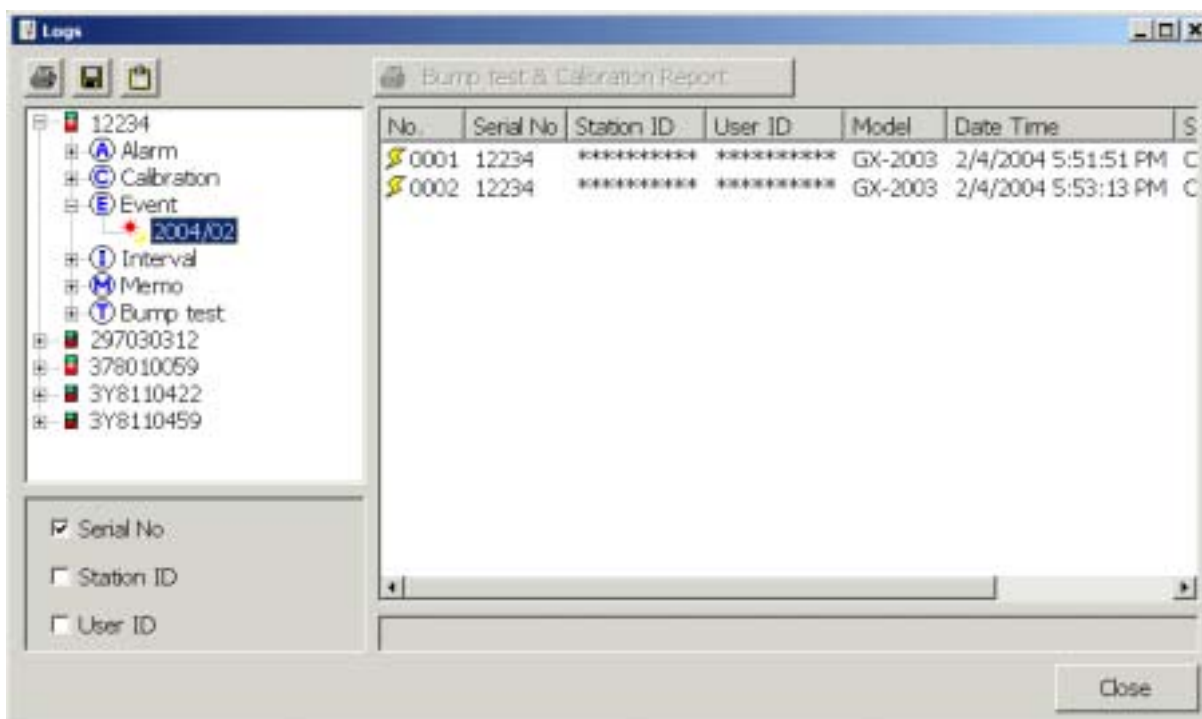 Logs
Bump test & Calibration Report
12234
A Alarm
C Calibration
E Event
2004/02
I Interval
M Memo
T Bump test
297030312
378010059
3Y8110422
3Y8110459
No. Serial No Station ID User ID Model Date Time S
0001 12234 ********** ********** GX-2003 2/4/2004 5:51:51 PM C
0002 12234 ********** ********** GX-2003 2/4/2004 5:53:13 PM C
Serial No
Station ID
User ID
Close